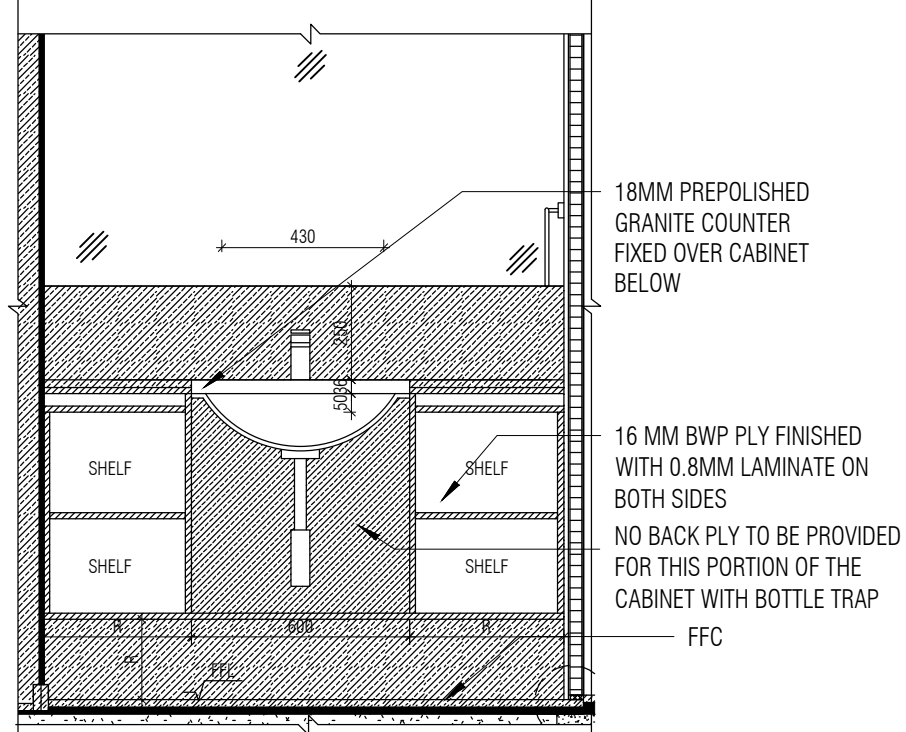 18MM PREPOLISHED
GRANITE COUNTER
FIXED OVER CABINET
BELOW
430
250
36
50
SHELF
SHELF
16 MM BWP PLY FINISHED
WITH 0.8MM LAMINATE ON
BOTH SIDES
NO BACK PLY TO BE PROVIDED
FOR THIS PORTION OF THE
CABINET WITH BOTTLE TRAP
SHELF
SHELF
R
600
R
FFC
R
FFL